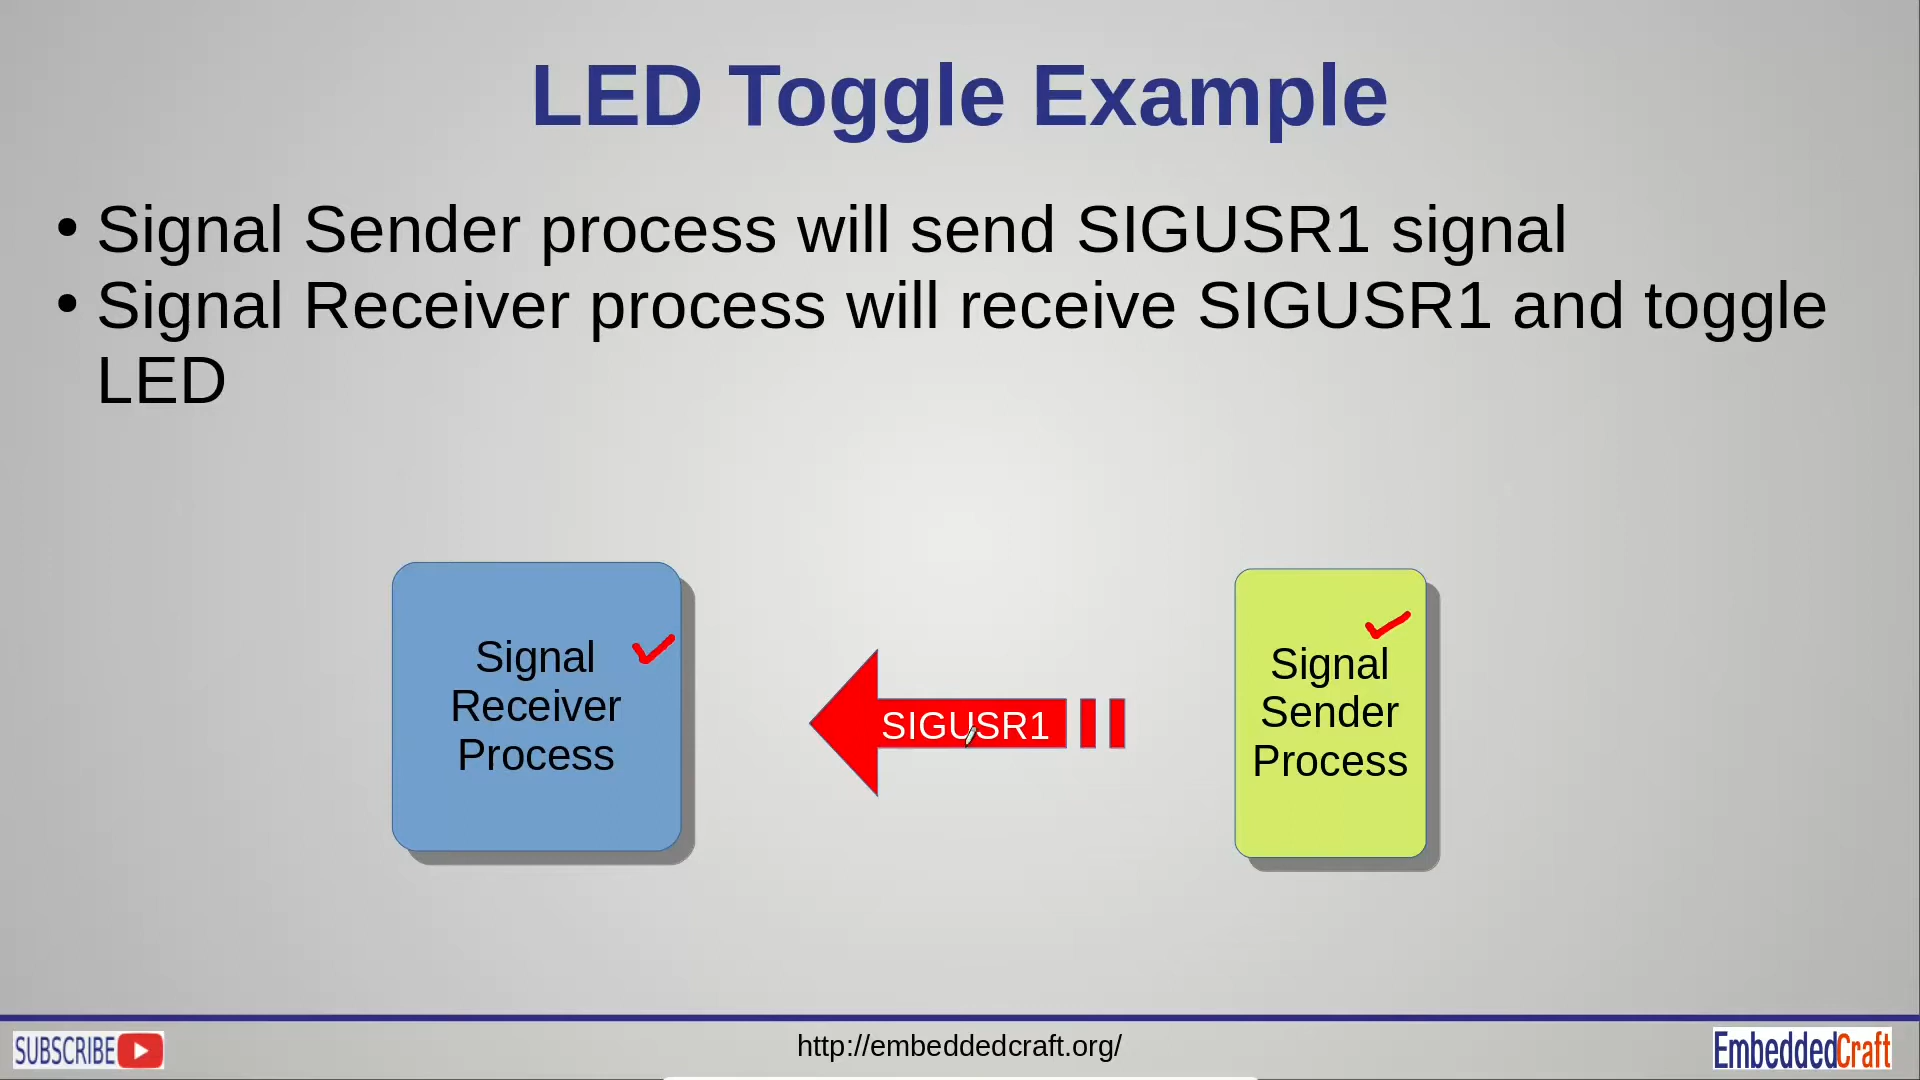 LED Toggle Example
• Signal Sender process will send SIGUSR1 signal
• Signal Receiver process will receive SIGUSR1 and toggle
LED
Signal
Receiver
Process
SIGUSR1
Signal
Sender
Process
SUBSCRIBE
http://embeddedcraft.org/
EmbeddedCraft